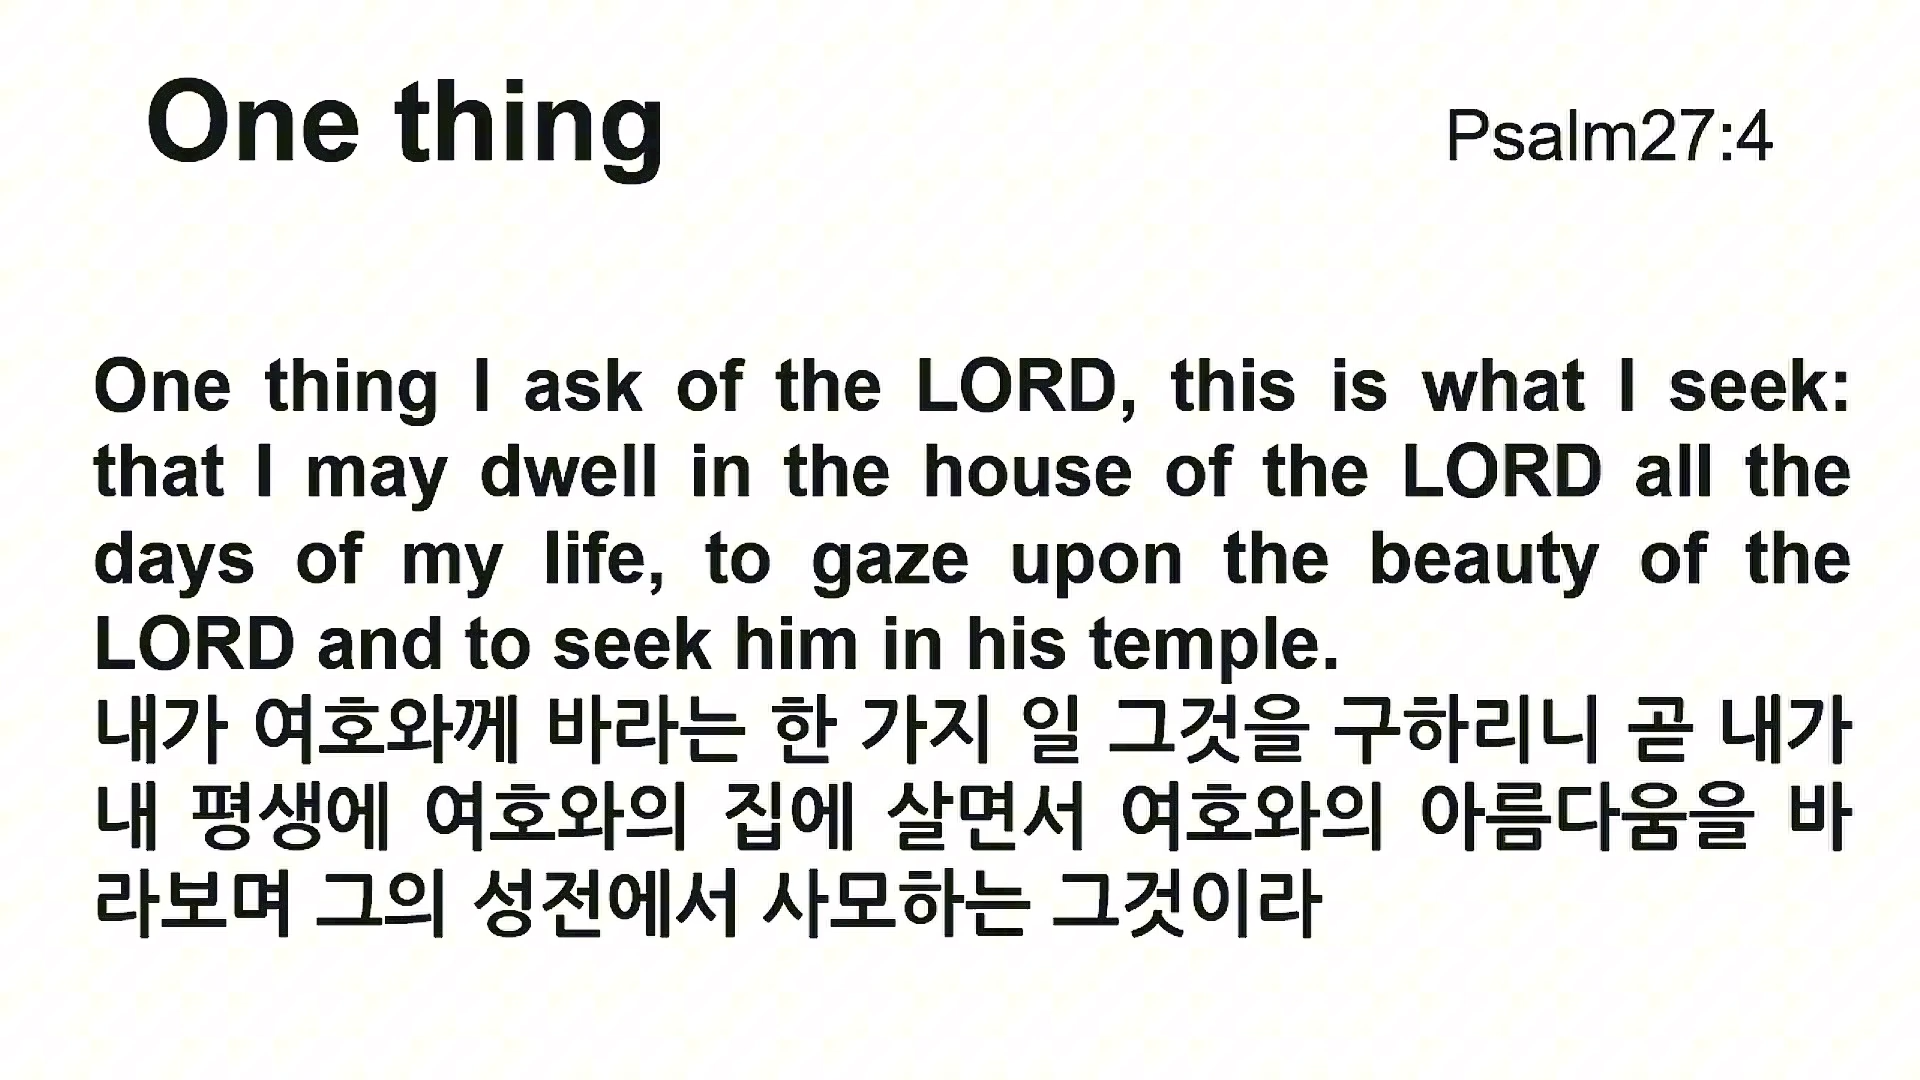 One thing
Psalm27:4
One thing I ask of the LORD, this is what I seek:
that I may dwell in the house of the LORD all the
days of my life, to gaze upon the beauty of the
LORD and to seek him in his temple.
내가 여호와께 바라는 한 가지 일 그것을 구하리니 곧 내가
내 평생에 여호와의 집에 살면서 여호와의 아름다움을 바
라보며 그의 성전에서 사모하는 그것이라